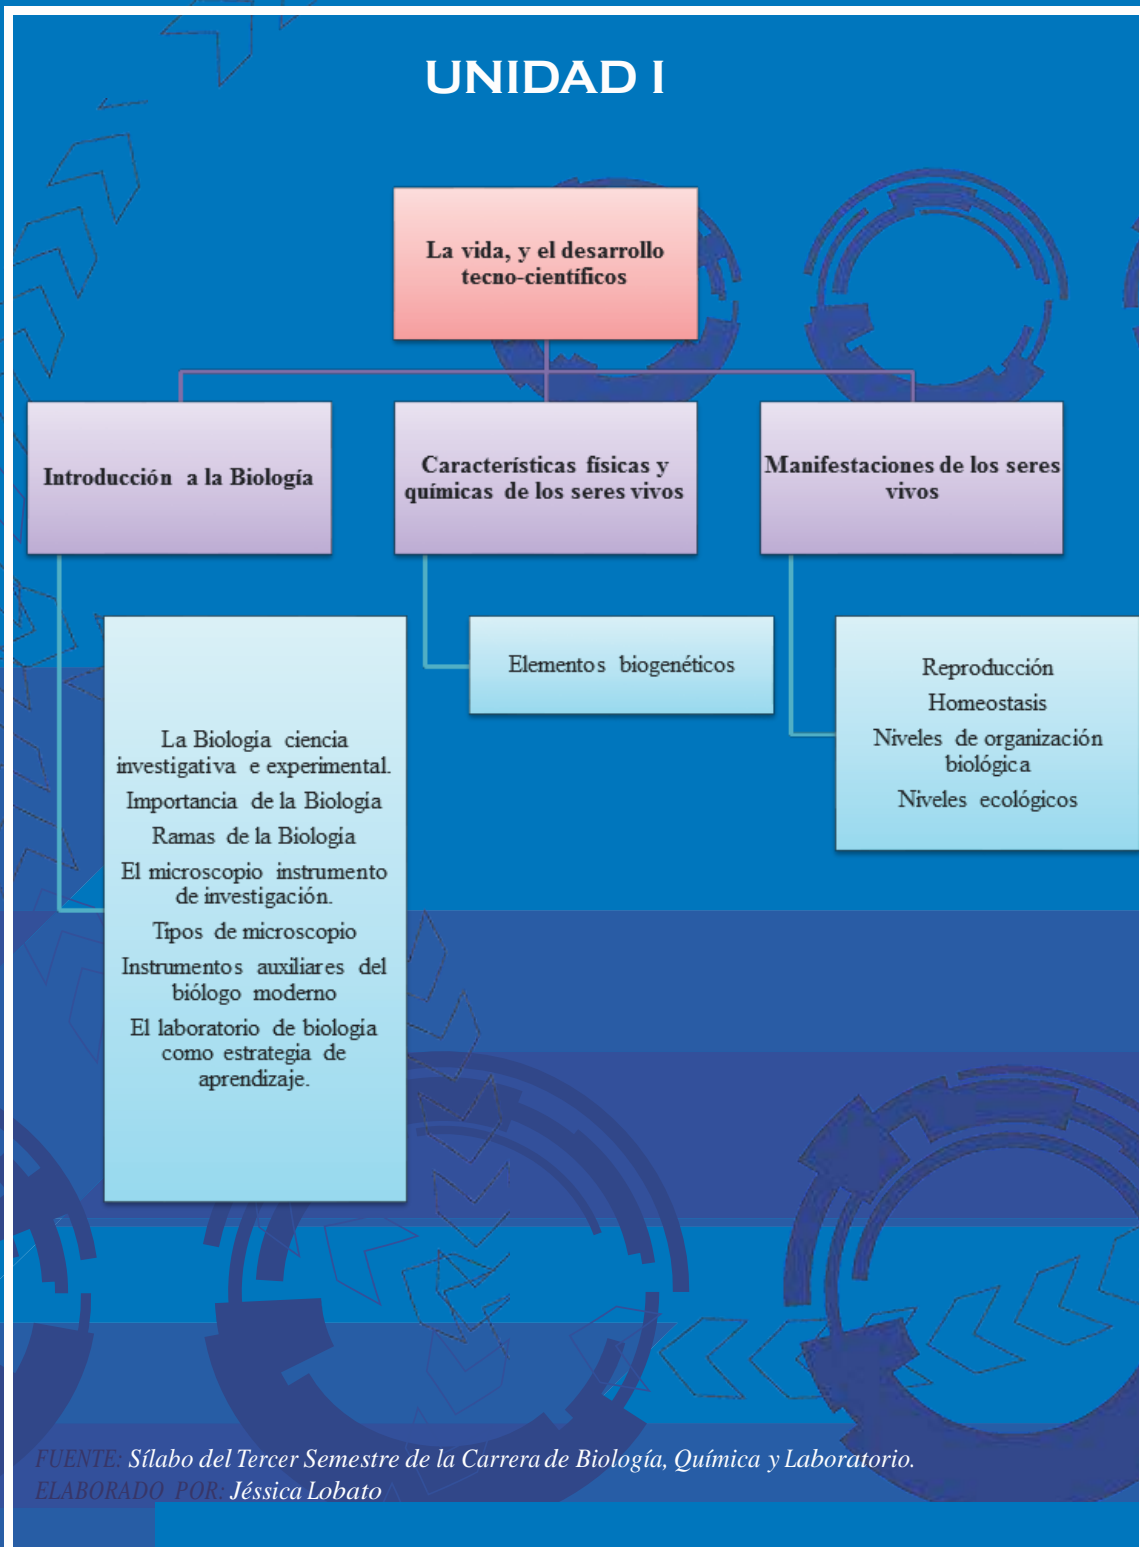 UNIDAD I
La vida, y el desarrollo
tecno-científicos
Introducción a la Biología
Características físicas y
químicas de los seres vivos
Manifestaciones de los seres
vivos
La Biología ciencia
investigativa e experimental.
Importancia de la Biología
Ramas de la Biología
El microscopio instrumento
de investigación.
Tipos de microscopio
Instrumentos auxiliares del
biólogo moderno
El laboratorio de biología
como estrategia de
aprendizaje.
Elementos biogenéticos
Reproducción
Homeostasis
Niveles de organización
biológica
Niveles ecológicos
FUENTE: Sílabo del Tercer Semestre de la Carrera de Biología, Química y Laboratorio.
ELABORADO POR: Jéssica Lobato